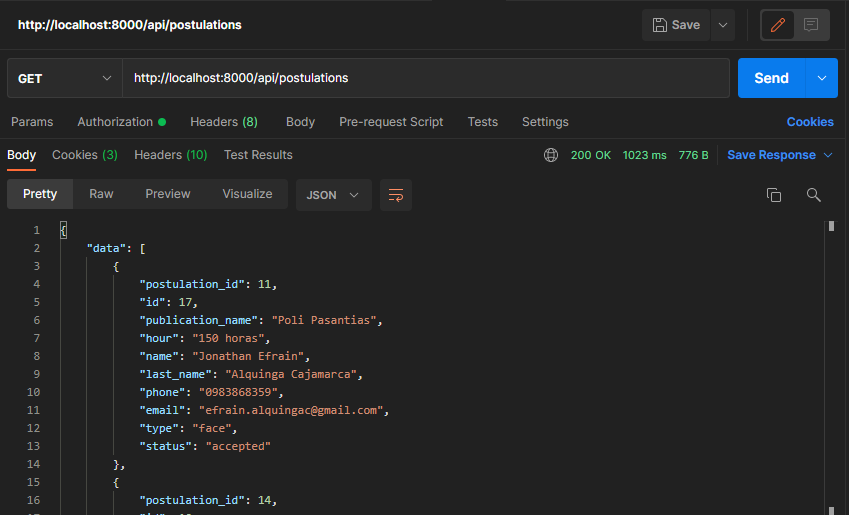 http://localhost:8000/api/postulations
Save
GET
http://localhost:8000/api/postulations
Send
Params Authorization Headers (8) Body Pre-request Script Tests Settings Cookies
Body Cookies (3) Headers (10) Test Results 200 OK 1023 ms 776 B Save Response
Pretty Raw Preview Visualize JSON
1 {
2 "data": [
3 {
4 "postulation_id": 11,
5 "id": 17,
6 "publication_name": "Poli Pasantias",
7 "hour": "150 horas",
8 "name": "Jonathan Efrain",
9 "last_name": "Alquinga Cajamarca",
10 "phone": "0983868359",
11 "email": "efrain.alquingac@gmail.com",
12 "type": "face",
13 "status": "accepted"
14 },
15 {
16 "postulation_id": 14,